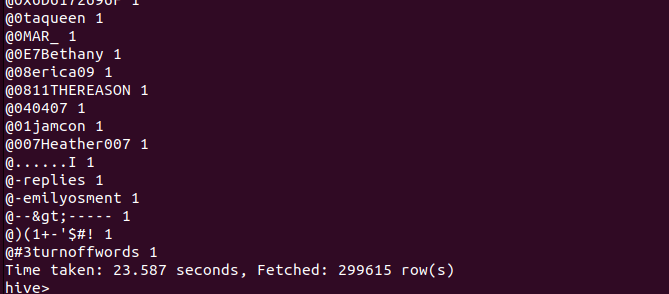 @0taqueen 1
@0MAR_ 1
@0E7Bethany 1
@08erica09 1
@0811THEREASON 1
@040407 1
@01jamcon 1
@007Heather007 1
@......I 1
@-replies 1
@-emilyosment 1
@--&gt;----- 1
@)(1+-'$#! 1
@#3turnoffwords 1
Time taken: 23.587 seconds, Fetched: 299615 row(s)
hive>